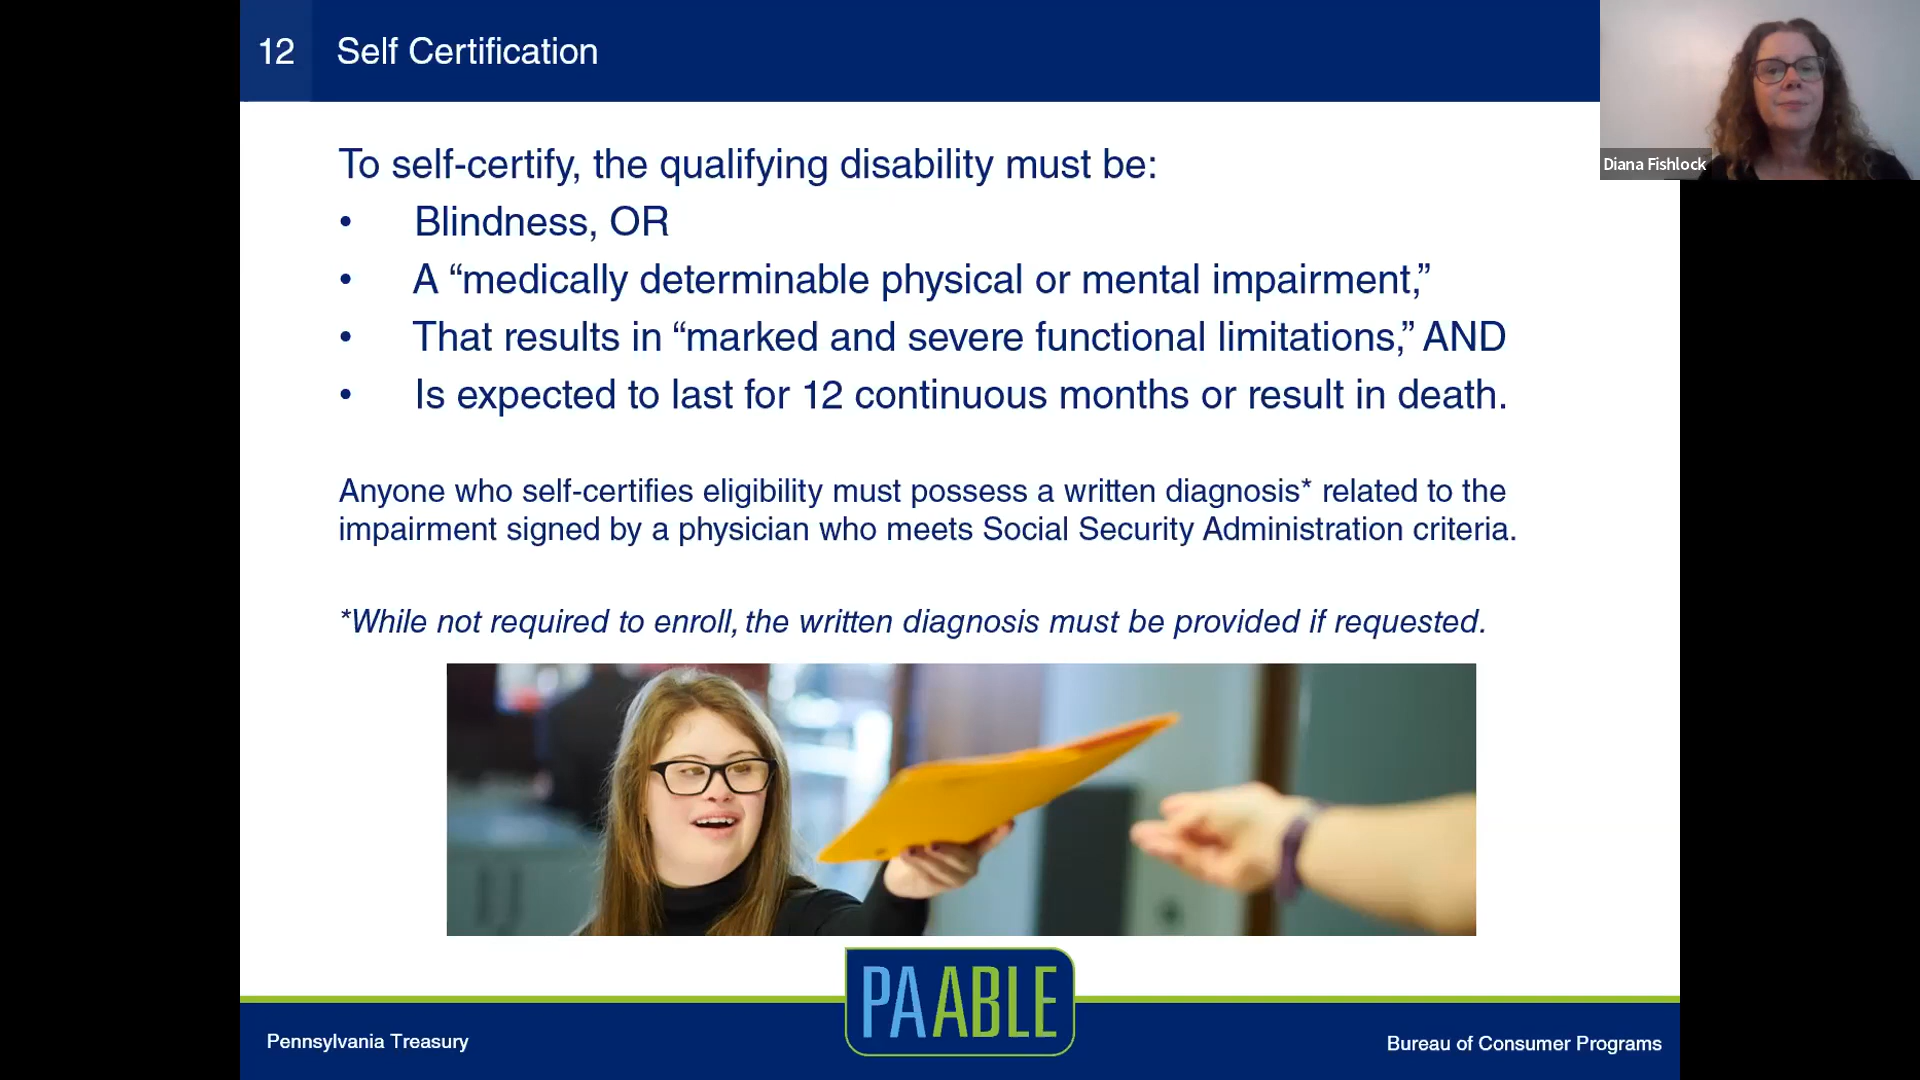 12 Self Certification
Diana Fishlock
To self-certify, the qualifying disability must be:
• Blindness, OR
• A “medically determinable physical or mental impairment,”
• That results in “marked and severe functional limitations,” AND
• Is expected to last for 12 continuous months or result in death.
Anyone who self-certifies eligibility must possess a written diagnosis* related to the
impairment signed by a physician who meets Social Security Administration criteria.
*While not required to enroll, the written diagnosis must be provided if requested.
PAABLE
Pennsylvania Treasury
Bureau of Consumer Programs